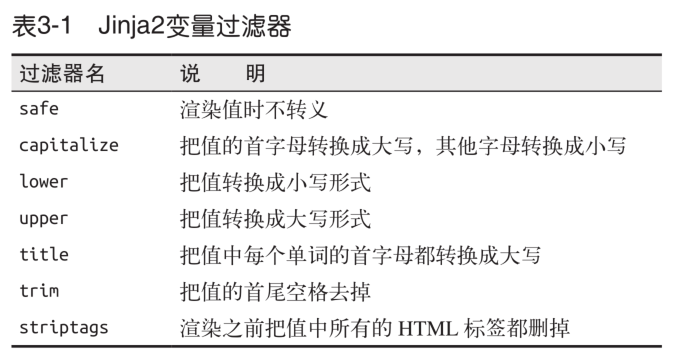 表3-1 Jinja2变量过滤器
过滤器名 说 明
safe 渲染值时不转义
capitalize 把值的首字母转换成大写，其他字母转换成小写
lower 把值转换成小写形式
upper 把值转换成大写形式
title 把值中每个单词的首字母都转换成大写
trim 把值的首尾空格去掉
striptags 渲染之前把值中所有的 HTML 标签都删掉